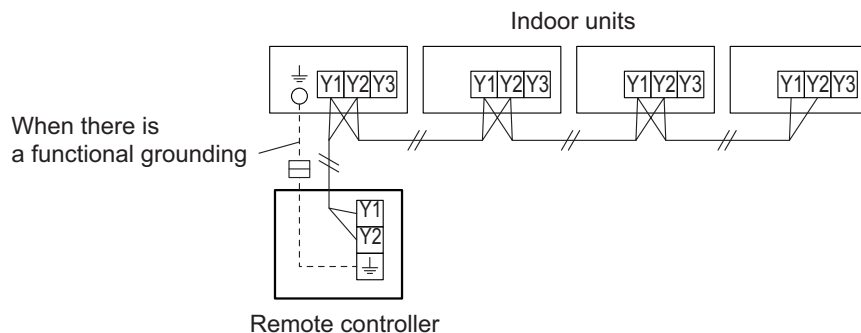 Indoor units
Y1 Y2 Y3
Y1 Y2 Y3
Y1 Y2 Y3
Y1 Y2 Y3
When there is
a functional grounding
Y1
Y2
Remote controller